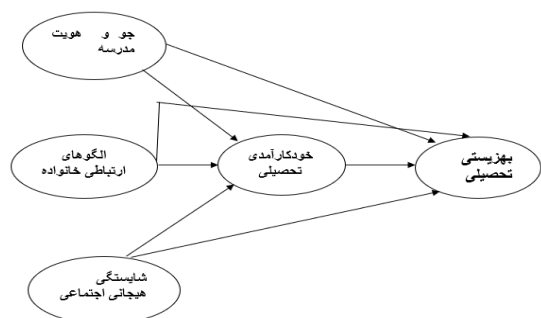 جو و هویت
مدرسه
الگوهای
ارتباطی خانواده
خودکارآمدی
تحصیلی
بهزیستی
تحصیلی
شایستگی
هیجانی اجتماعی